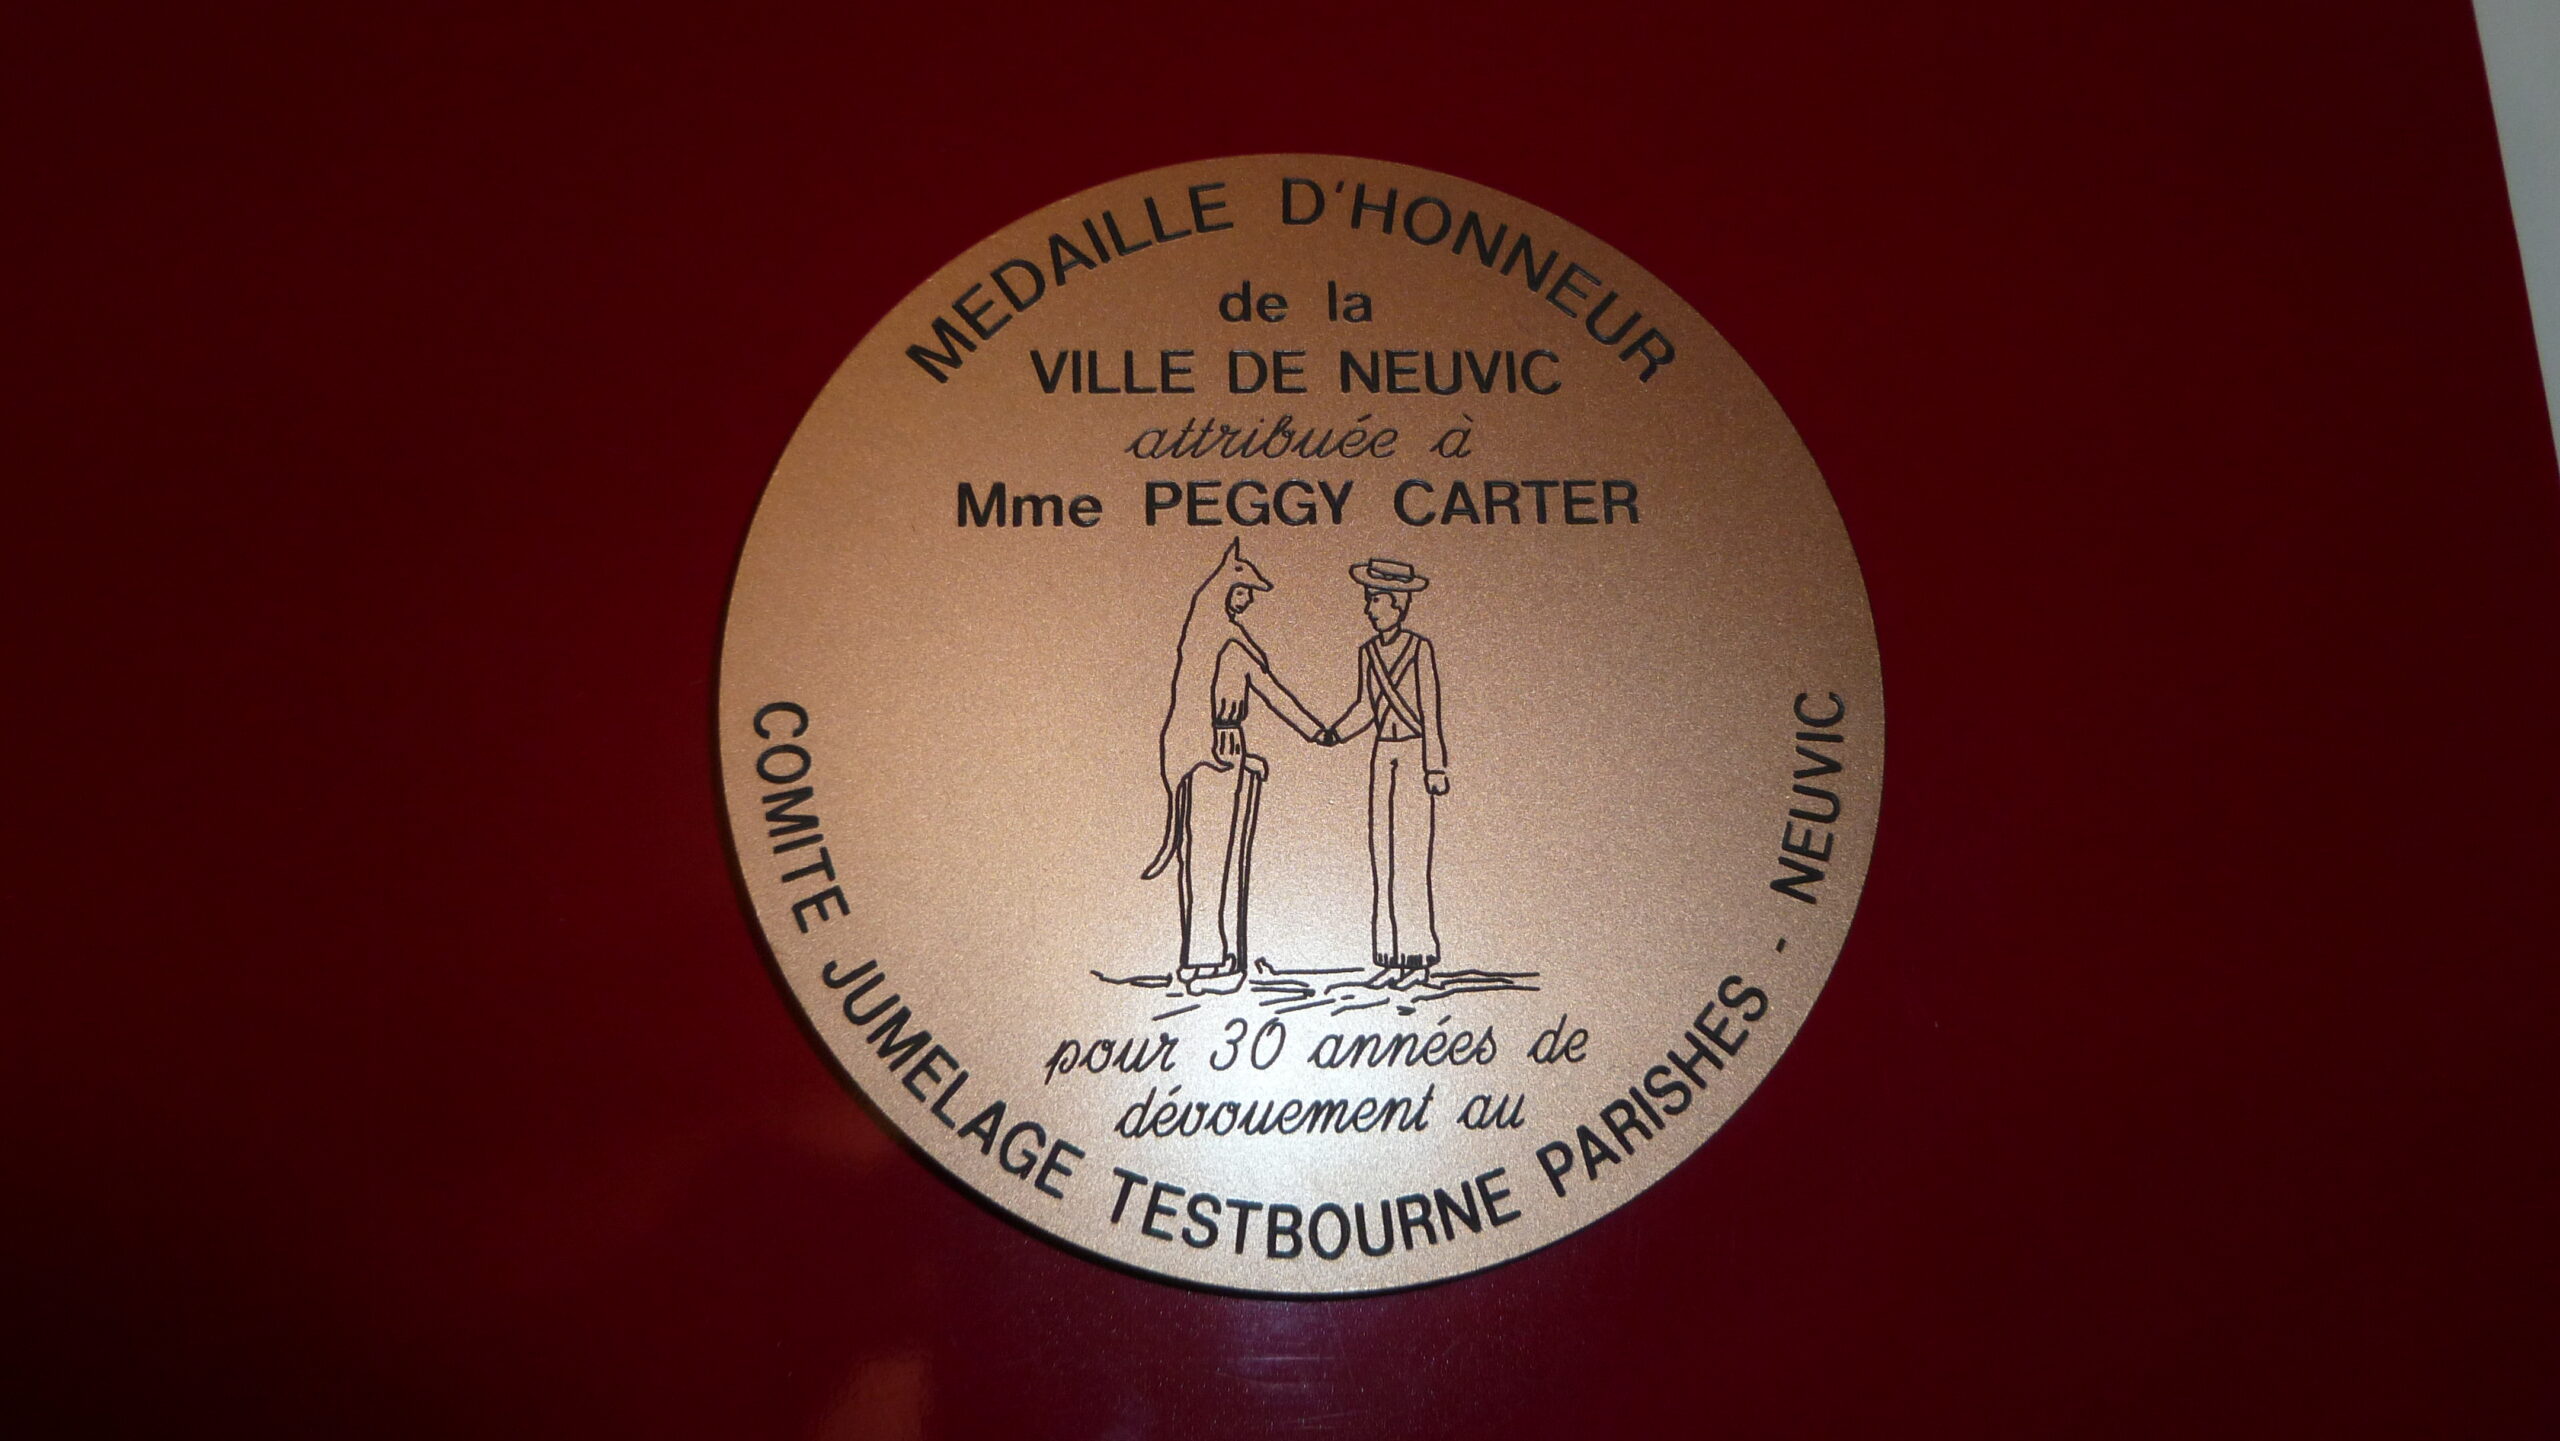 MEDAILLE D'HONNEUR
de la
VILLE DE NEUVIC
attribuée à
Mme PEGGY CARTER
pour 30 années de
dévouement au
COMITE JUMELAGE TESTBOURNE PARISHES - NEUVIC